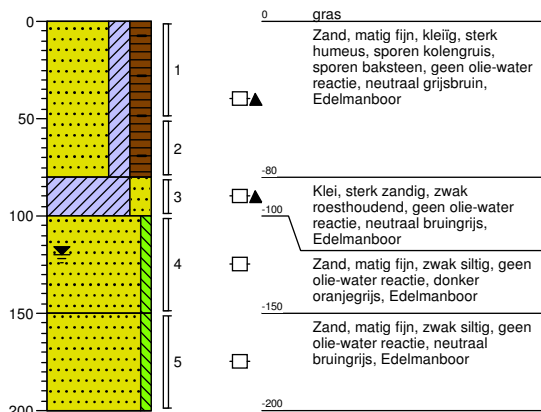 0
50
100
150
200
1
2
3
4
5
0 gras
Zand, matig fijn, kleiïg, sterk
humeus, sporen kolengruis,
sporen baksteen, geen olie-water
reactie, neutraal grijsbruin,
Edelmanboor
-80
Klei, sterk zandig, zwak
roesthoudend, geen olie-water
reactie, neutraal bruingrijs,
Edelmanboor
-100
Zand, matig fijn, zwak siltig, geen
olie-water reactie, donker
oranjegrijs, Edelmanboor
-150
Zand, matig fijn, zwak siltig, geen
olie-water reactie, neutraal
bruingrijs, Edelmanboor
-200